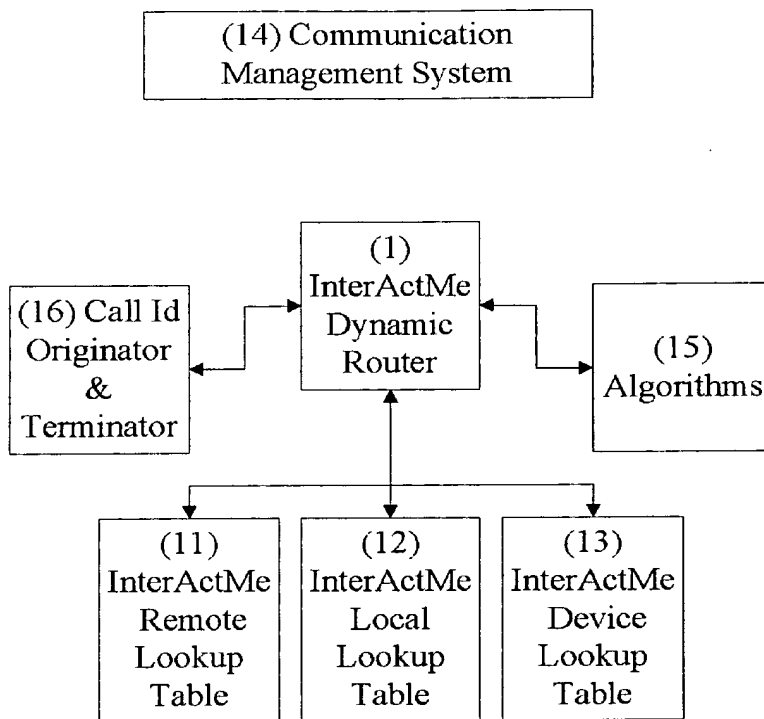 (14) Communication
Management System
(1)
InterActMe
Dynamic
Router
(16) Call Id
Originator
&
Terminator
(15)
Algorithms
(11)
InterActMe
Remote
Lookup
Table
(12)
InterActMe
Local
Lookup
Table
(13)
InterActMe
Device
Lookup
Table